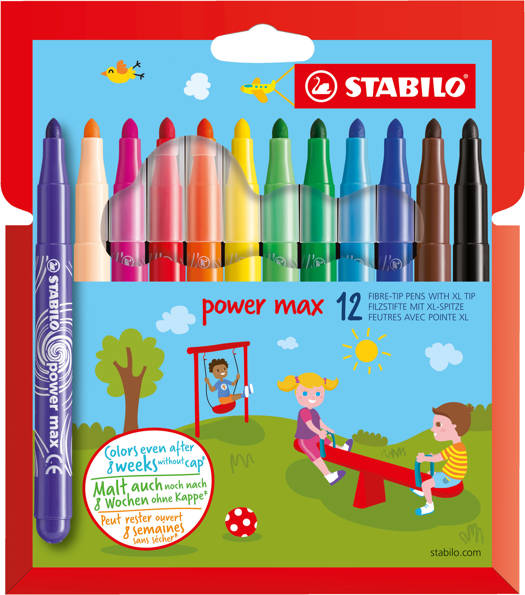 STABILO
power max 12
FIBRE-TIP PENS WITH XL TIP
FILZSTIFTE MIT XL-SPITZE
FEUTRES AVEC POINTE XL
STABILO power max CE
Colors even after
8 weeks without cap*
Malt auch noch nach
8 Wochen ohne Kappe*
Peut rester ouvert
8 semaines
sans sécher*
stabilo.com